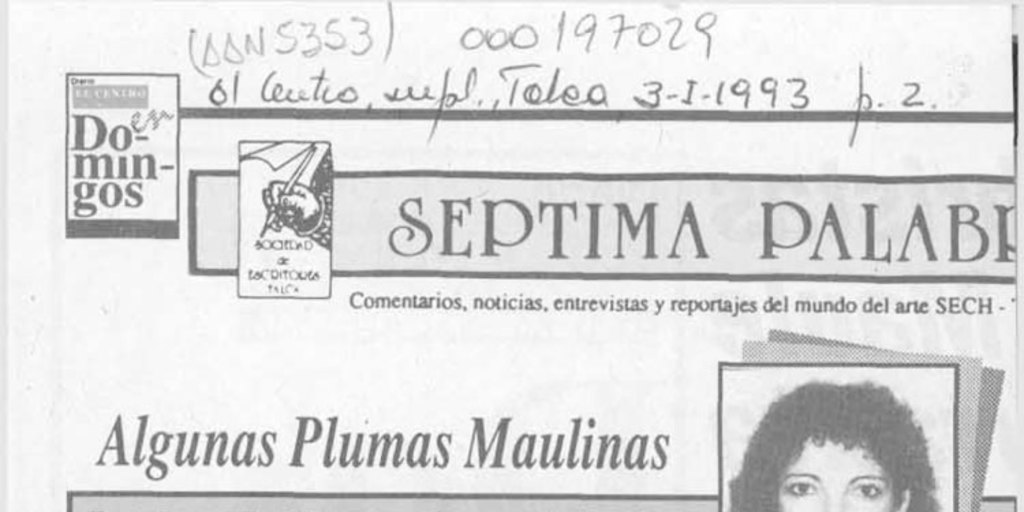 (AAN5353) 000197029
El Centro, supl., Talca 3-I-1993 p. 2.
Diario
EL CENTRO
en
Do-
min-
gos
SOCIEDAD
de
ESCRITORES
TALCA
SEPTIMA PALABR
Comentarios, noticias, entrevistas y reportajes del mundo del arte SECH -
Algunas Plumas Maulinas